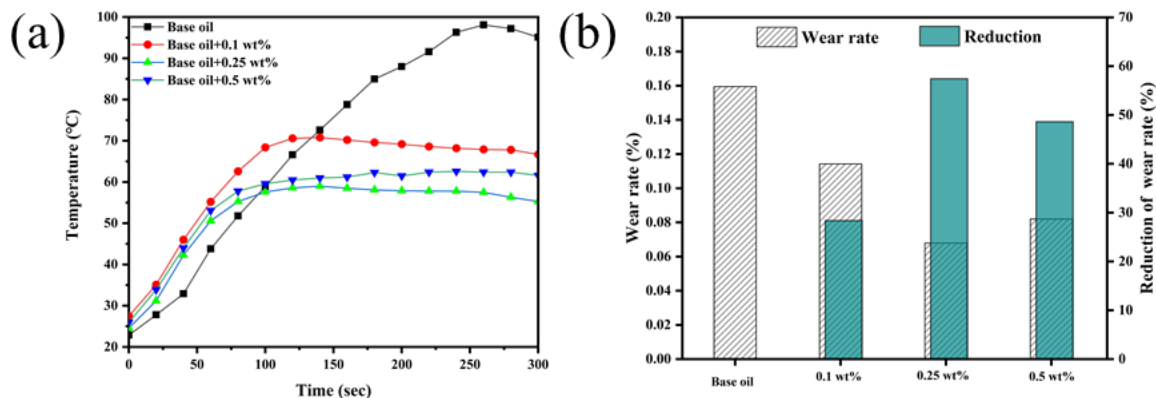 (a)
Base oil
Base oil+0.1 wt%
Base oil+0.25 wt%
Base oil+0.5 wt%
Temperature (°C)
100
90
80
70
60
50
40
30
20
0
50
100
150
200
250
300
Time (sec)
(b)
Wear rate
Reduction
Wear rate (%)
0.20
0.18
0.16
0.14
0.12
0.10
0.08
0.06
0.04
0.02
0.00
Base oil
0.1 wt%
0.25 wt%
0.5 wt%
70
60
50
40
30
20
10
0
Reduction of wear rate (%)